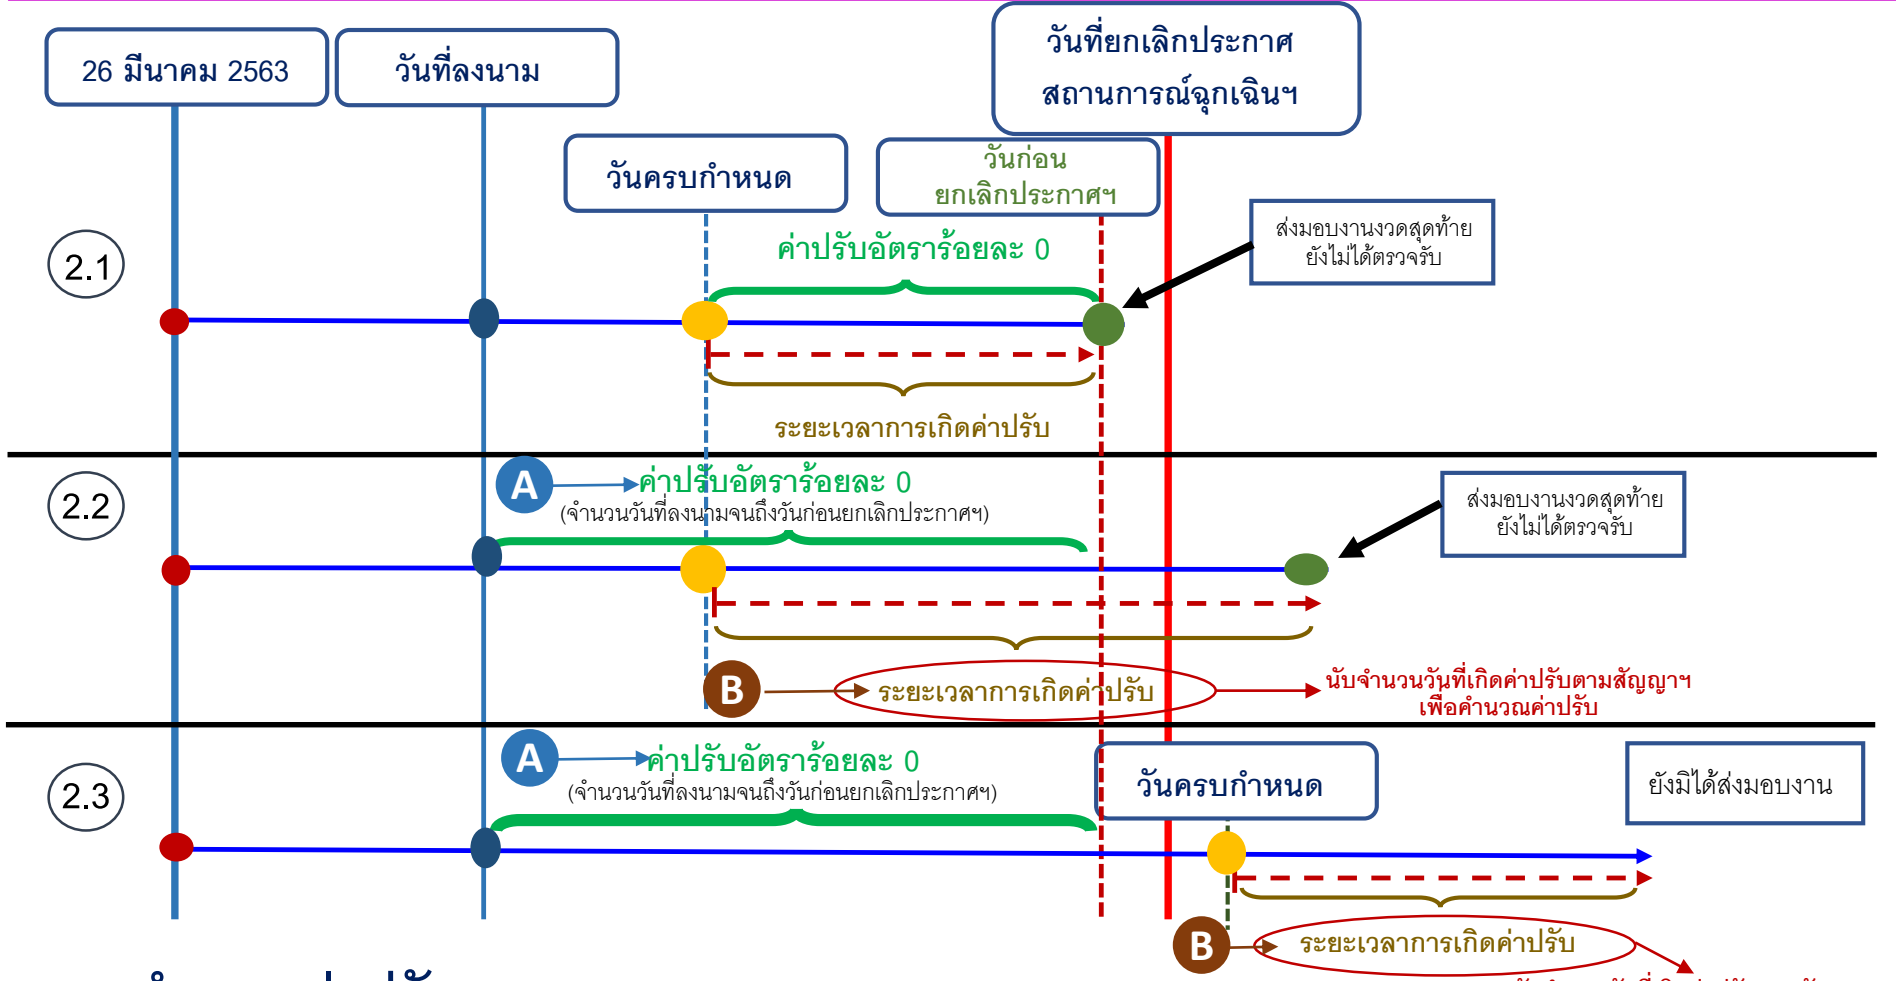 26 มีนาคม 2563
วันที่ลงนาม
วันที่ยกเลิกประกาศ
สถานการณ์ฉุกเฉินฯ
วันครบกำหนด
วันก่อน
ยกเลิกประกาศฯ
2.1
ค่าปรับอัตราร้อยละ 0
ส่งมอบงานงวดสุดท้าย
ยังไม่ได้ตรวจรับ
ระยะเวลาการเกิดค่าปรับ
2.2
A
ค่าปรับอัตราร้อยละ 0
(จำนวนวันที่ลงนามจนถึงวันก่อนยกเลิกประกาศฯ)
ส่งมอบงานงวดสุดท้าย
ยังไม่ได้ตรวจรับ
B
ระยะเวลาการเกิดค่าปรับ
นับจำนวนวันที่เกิดค่าปรับตามสัญญาฯ
เพื่อคำนวณค่าปรับ
2.3
A
ค่าปรับอัตราร้อยละ 0
(จำนวนวันที่ลงนามจนถึงวันก่อนยกเลิกประกาศฯ)
วันครบกำหนด
ยังมิได้ส่งมอบงาน
B
ระยะเวลาการเกิดค่าปรับ